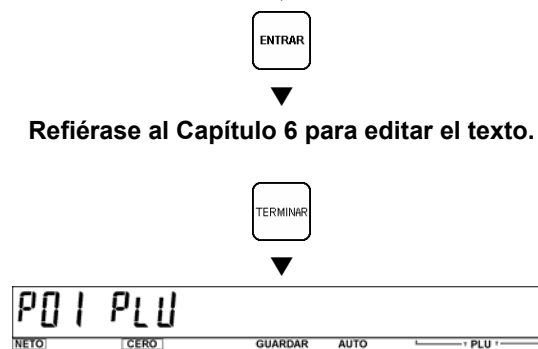 ENTRAR
Refiérase al Capítulo 6 para editar el texto.
TERMINAR
P01 PLU
NETO CERO GUARDAR AUTO PLU